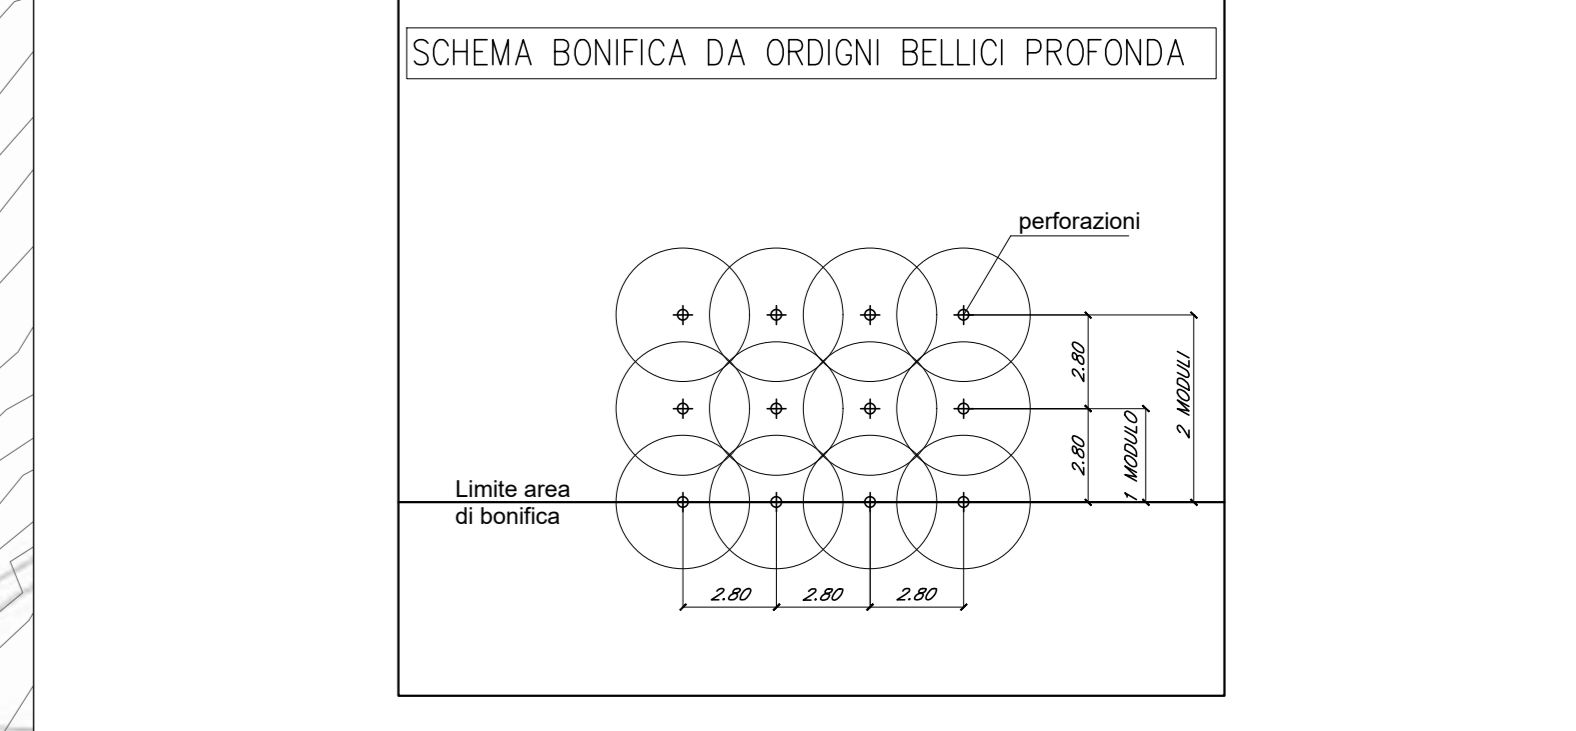 SCHEMA BONIFICA DA ORDIGNI BELLICI PROFONDA
perforazioni
2.80
2 MODULI
2.80
1 MODULO
Limite area
di bonifica
2.80
2.80
2.80